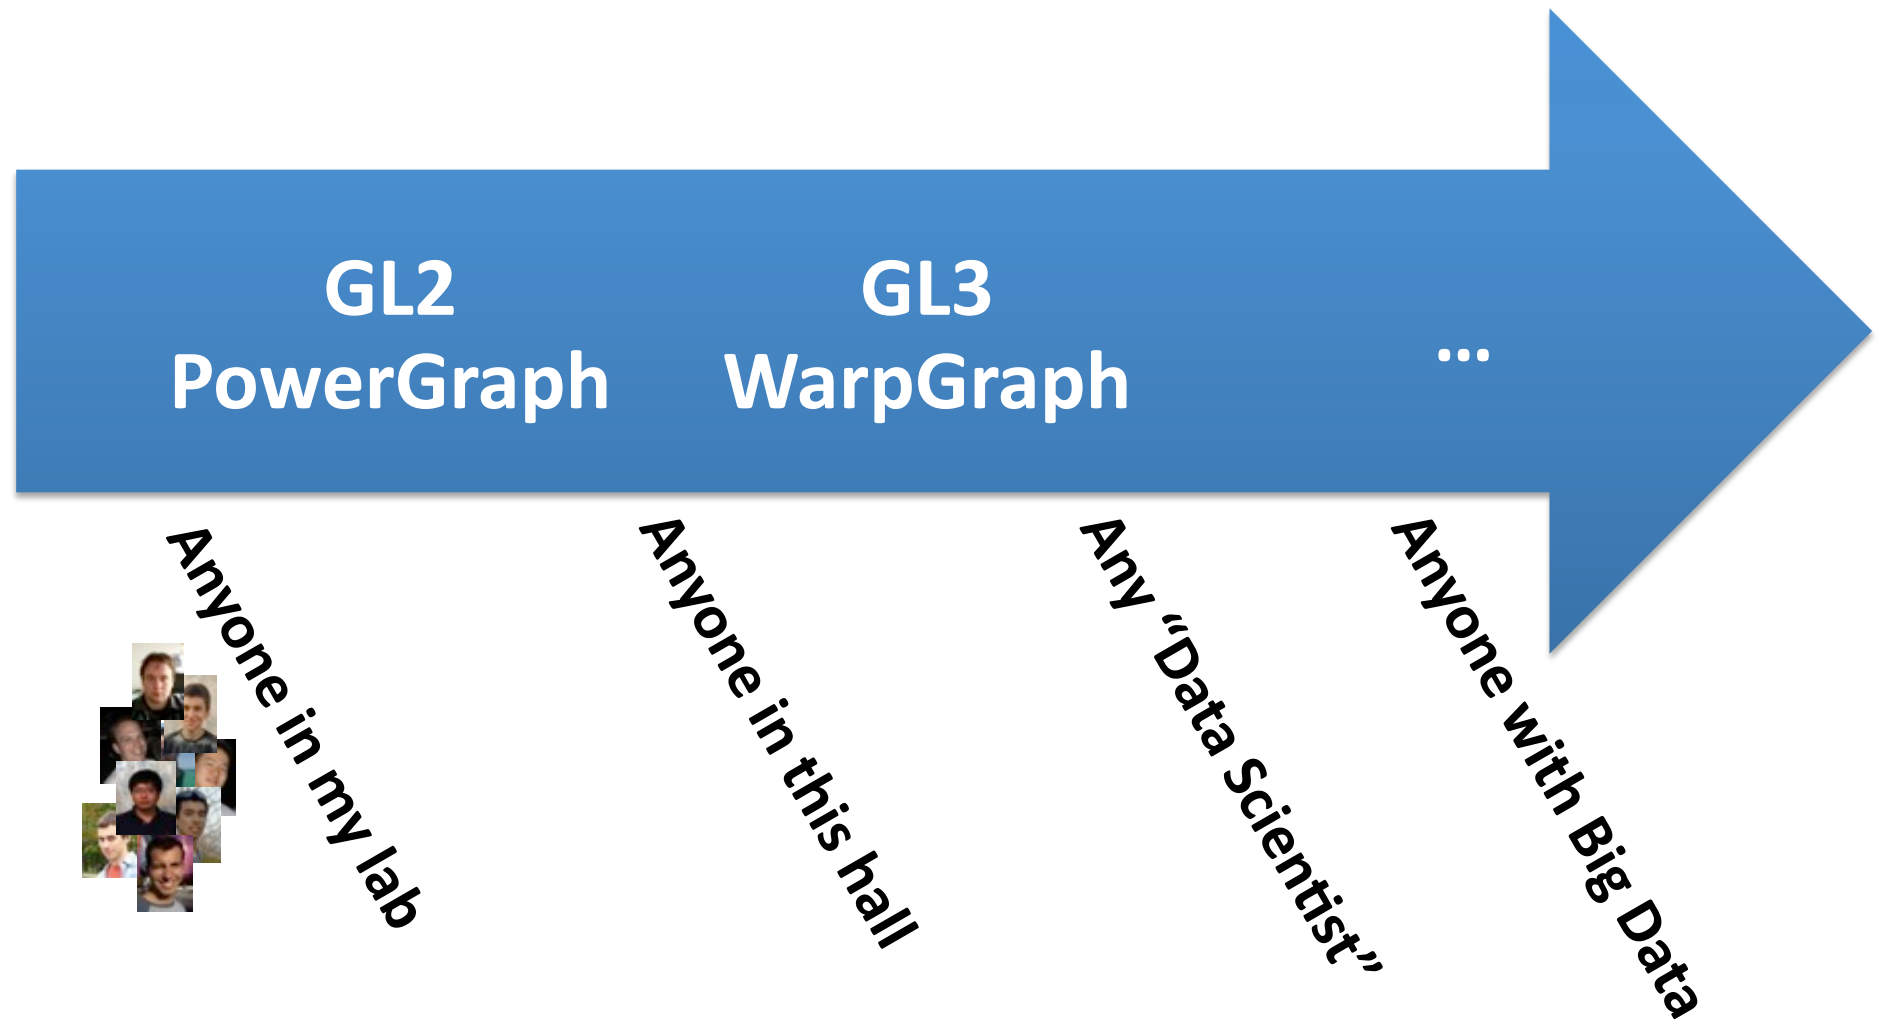 GL2
PowerGraph
GL3
WarpGraph
...
Anyone in my lab
Anyone in this hall
Any “Data Scientist”
Anyone with Big Data